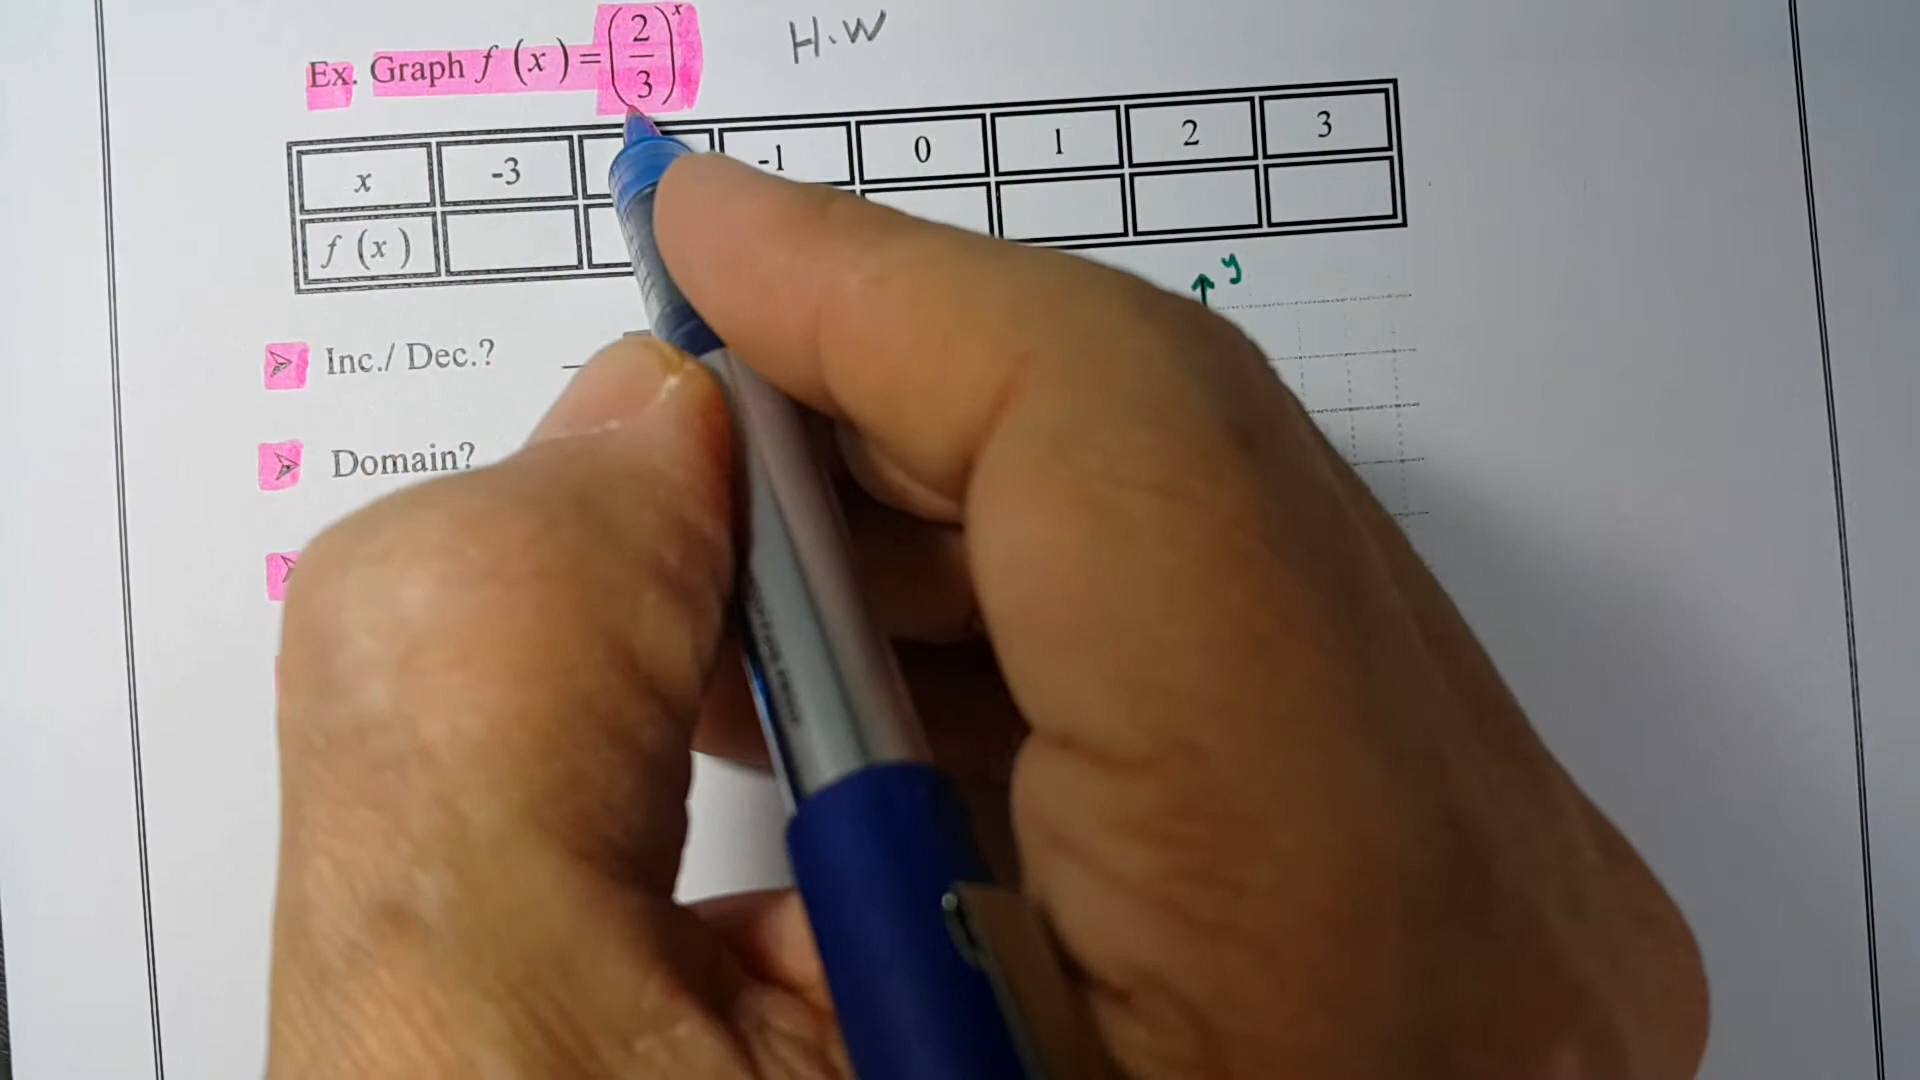 Ex. Graph f (x) = (2/3)^x H.W
x -3 -1 0 1 2 3
f (x)
y
Inc./ Dec.?
Domain?